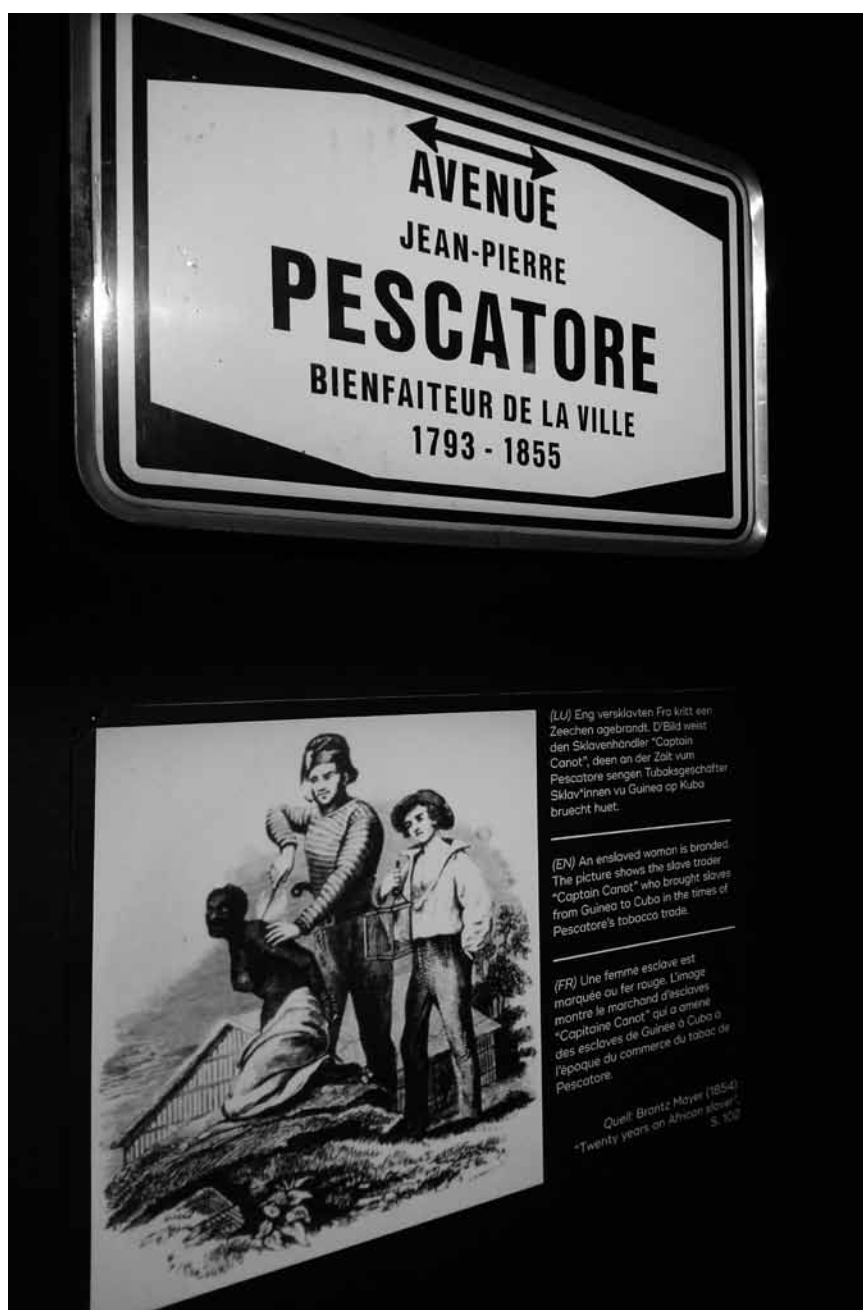 AVENUE
JEAN-PIERRE
PESCATORE
BIENFAITEUR DE LA VILLE
1793 - 1855
(LU) Eng versklavten Fra kritt een
Zeechen agebrandt. D'Bild weist
den Sklavenhändler "Captain
Canot", deen an der Zäit vum
Pescatore sengen Tubaksgeschäfter
Sklav*innen vu Guinea op Kuba
bruecht huet.
(EN) An enslaved woman is branded.
The picture shows the slave trader
"Captain Canot" who brought slaves
from Guinea to Cuba in the times of
Pescatore's tobacco trade.
(FR) Une femme esclave est
marquée au fer rouge. L'image
montre le marchand d'esclaves
"Capitaine Canot" qui a amené
des esclaves de Guinée à Cuba à
l'époque du commerce du tabac de
Pescatore.
Quell: Brantz Mayer (1854)
"Twenty years an African slaver",
S. 102